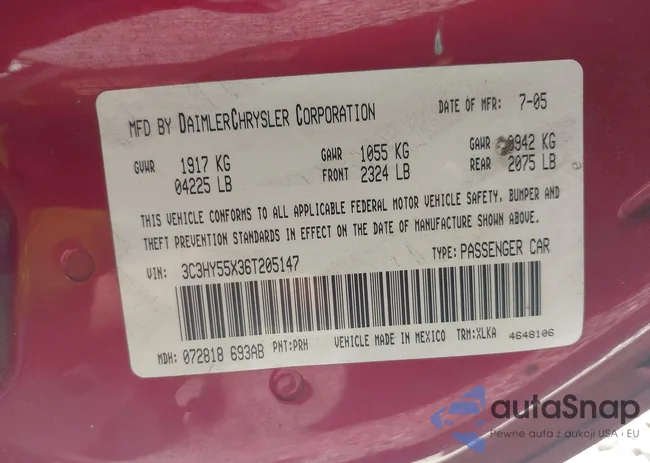 MFD BY DAIMLERCHRYSLER CORPORATION DATE OF MFR: 7-05
GVWR 1917 KG GAWR 1055 KG GAWR 0942 KG
04225 LB FRONT 2324 LB REAR 2075 LB
THIS VEHICLE CONFORMS TO ALL APPLICABLE FEDERAL MOTOR VEHICLE SAFETY, BUMPER AND
THEFT PREVENTION STANDARDS IN EFFECT ON THE DATE OF MANUFACTURE SHOWN ABOVE.
VIN: 3C3HY55X36T205147 TYPE: PASSENGER CAR
MDH: 072818 693AB PNT:PRH VEHICLE MADE IN MEXICO TRM:XLKA 4648106
autaSnap
Pewne auta z aukcji USA i EU